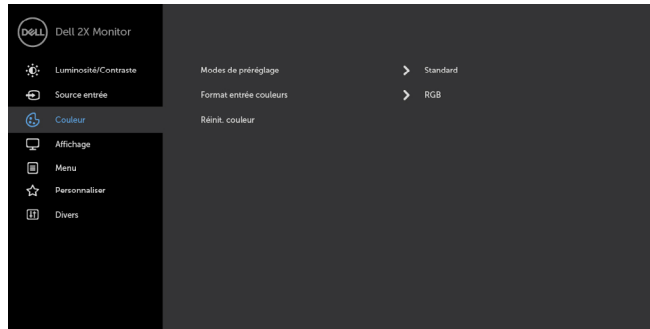 DELL Dell 2X Monitor
Luminosité/Contraste
Modes de préréglage Standard
Source entrée
Format entrée couleurs RGB
Couleur
Réinit. couleur
Affichage
Menu
Personnaliser
Divers